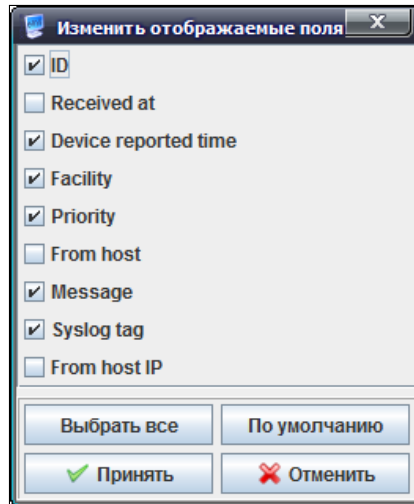 Изменить отображаемые поля
ID
Received at
Device reported time
Facility
Priority
From host
Message
Syslog tag
From host IP
Выбрать все По умолчанию
Принять Отменить